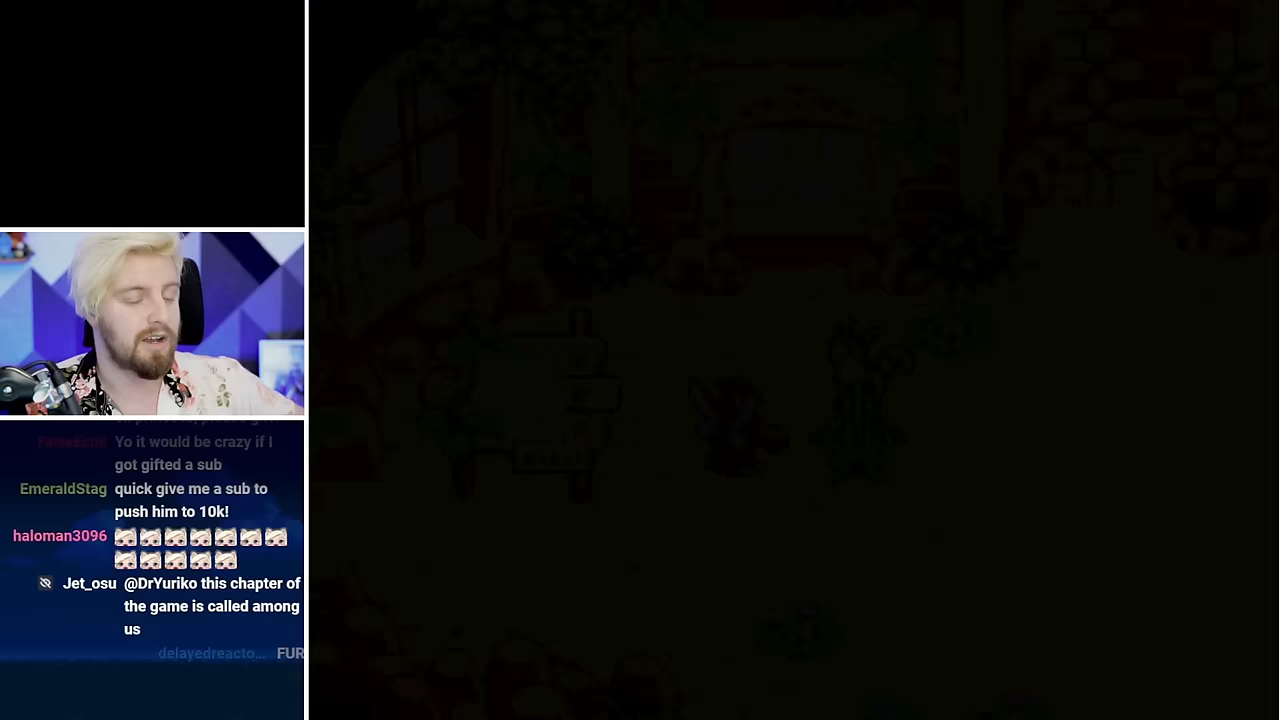 Yo it would be crazy if I
got gifted a sub
EmeraldStag quick give me a sub to
push him to 10k!
haloman3096
Jet_osu @DrYuriko this chapter of
the game is called among
us
delayedreacto... FUR